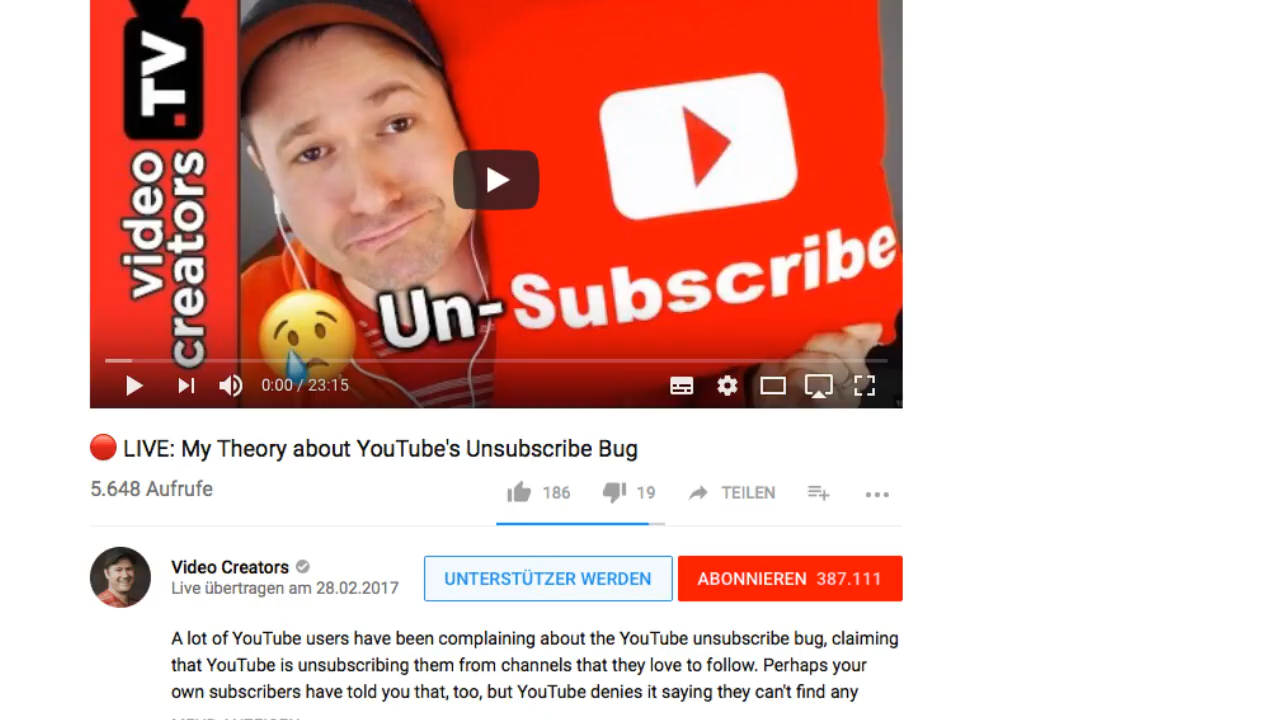 video creators .TV
Un-Subscribe
0:00 / 23:15
LIVE: My Theory about YouTube's Unsubscribe Bug
5.648 Aufrufe
186 19 TEILEN
Video Creators
Live übertragen am 28.02.2017
UNTERSTÜTZER WERDEN ABONNIEREN 387.111
A lot of YouTube users have been complaining about the YouTube unsubscribe bug, claiming
that YouTube is unsubscribing them from channels that they love to follow. Perhaps your
own subscribers have told you that, too, but YouTube denies it saying they can't find any